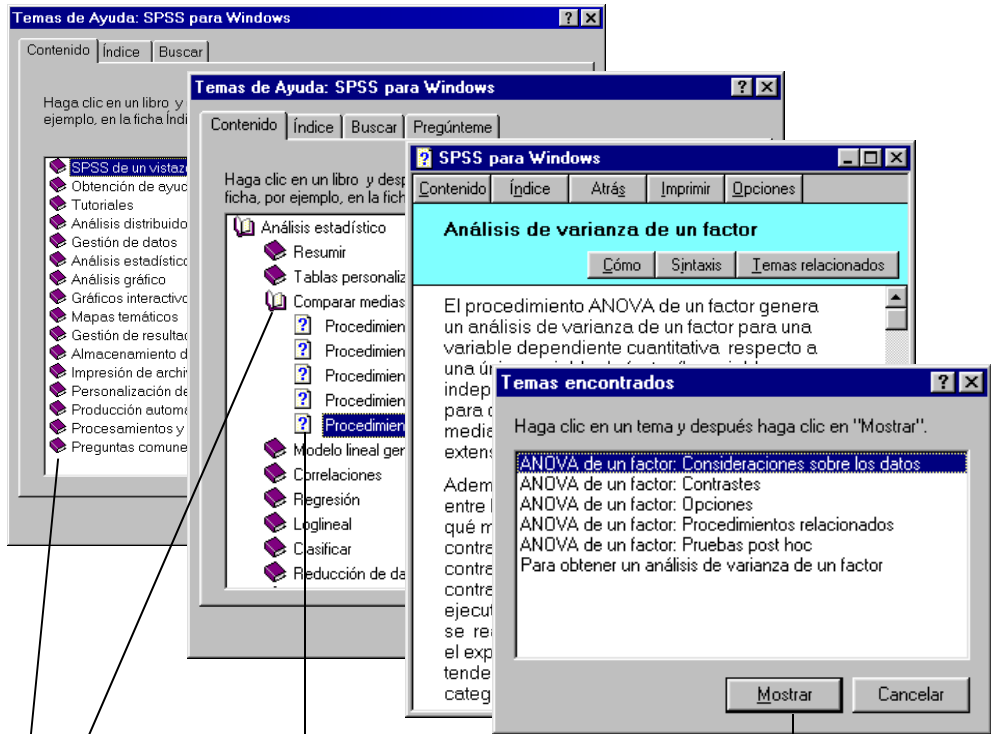 Temas de Ayuda: SPSS para Windows
Contenido Índice Buscar
Haga clic en un libro y
ejemplo, en la ficha Índi
SPSS de un vistazo
Obtención de ayuc
Tutoriales
Análisis distribuido
Gestión de datos
Análisis estadístico
Análisis gráfico
Gráficos interactivo
Mapas temáticos
Gestión de resultad
Almacenamiento d
Impresión de archi
Personalización de
Producción automa
Procesamientos y
Preguntas comune
Temas de Ayuda: SPSS para Windows
Contenido Índice Buscar Pregúnteme
Haga clic en un libro y desp
ficha, por ejemplo, en la fich
Análisis estadístico
Resumir
Tablas personaliz
Comparar medias
Procedimien
Procedimien
Procedimien
Procedimien
Procedimien
Modelo lineal gen
Correlaciones
Regresión
Loglineal
Clasificar
Reducción de da
SPSS para Windows
Contenido Índice Atrás Imprimir Opciones
Análisis de varianza de un factor
Cómo Sintaxis Temas relacionados
El procedimiento ANOVA de un factor genera
un análisis de varianza de un factor para una
variable dependiente cuantitativa respecto a
una ún
indep
para c
media
extens
Adem
entre l
qué m
contra
contra
contra
ejecut
se re
el exp
tende
categ
Temas encontrados
Haga clic en un tema y después haga clic en "Mostrar".
ANOVA de un factor: Consideraciones sobre los datos
ANOVA de un factor: Contrastes
ANOVA de un factor: Opciones
ANOVA de un factor: Procedimientos relacionados
ANOVA de un factor: Pruebas post hoc
Para obtener un análisis de varianza de un factor
Mostrar Cancelar